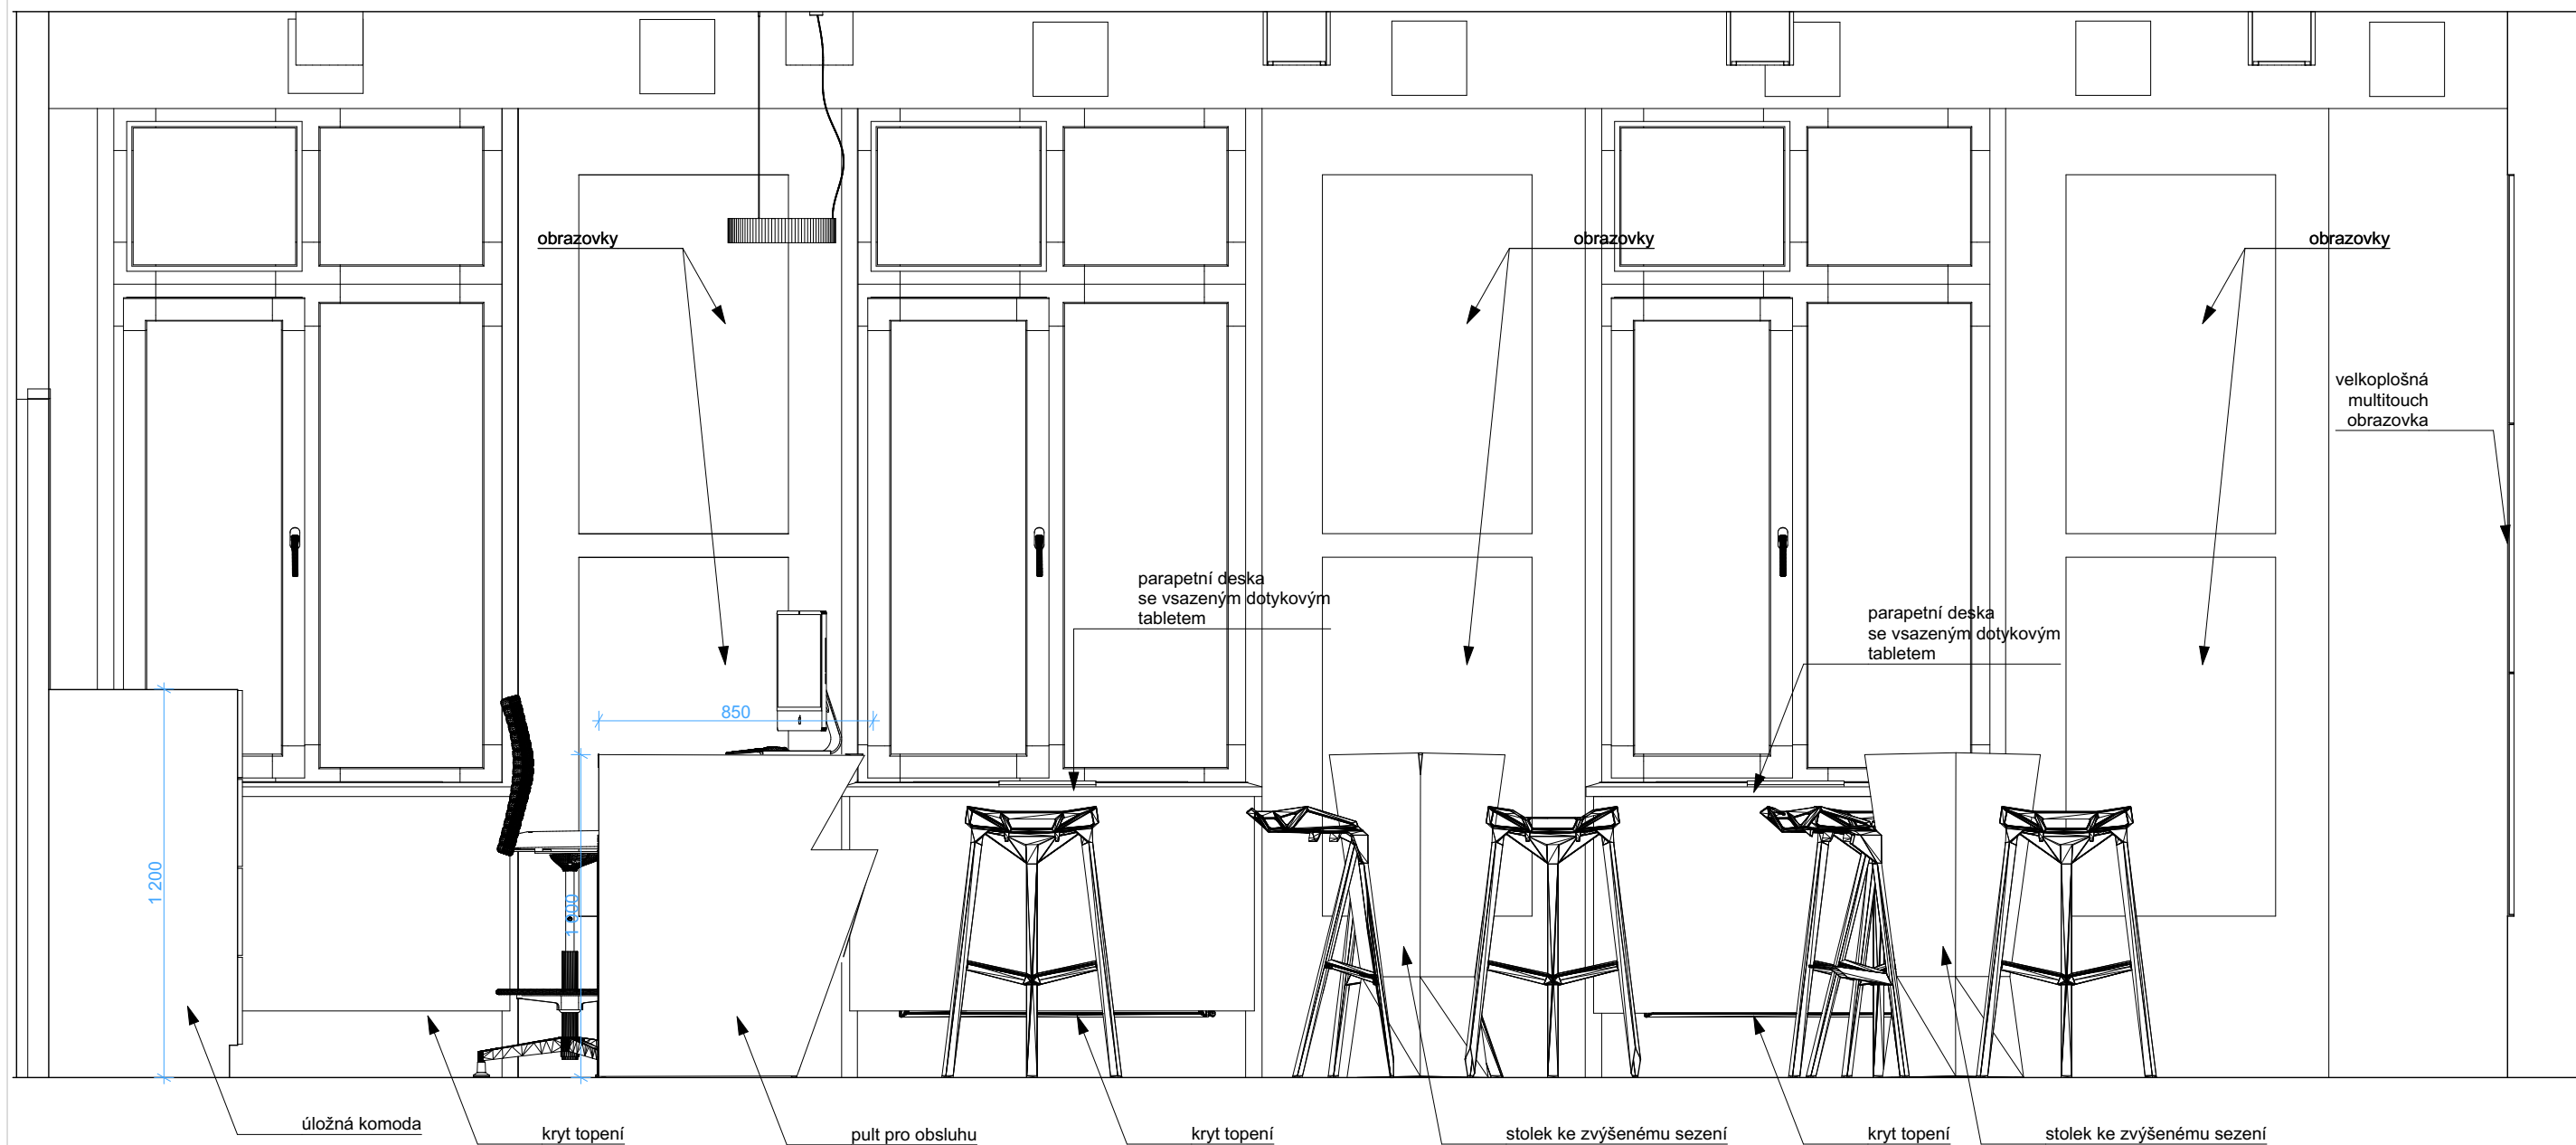 obrazovky
obrazovky
obrazovky
velkoplošná
multitouch
obrazovka
parapetní deska
se vsazeným dotykovým
tabletem
parapetní deska
se vsazeným dotykovým
tabletem
850
1 200
1 000
úložná komoda
kryt topení
pult pro obsluhu
kryt topení
stolek ke zvýšenému sezení
kryt topení
stolek ke zvýšenému sezení